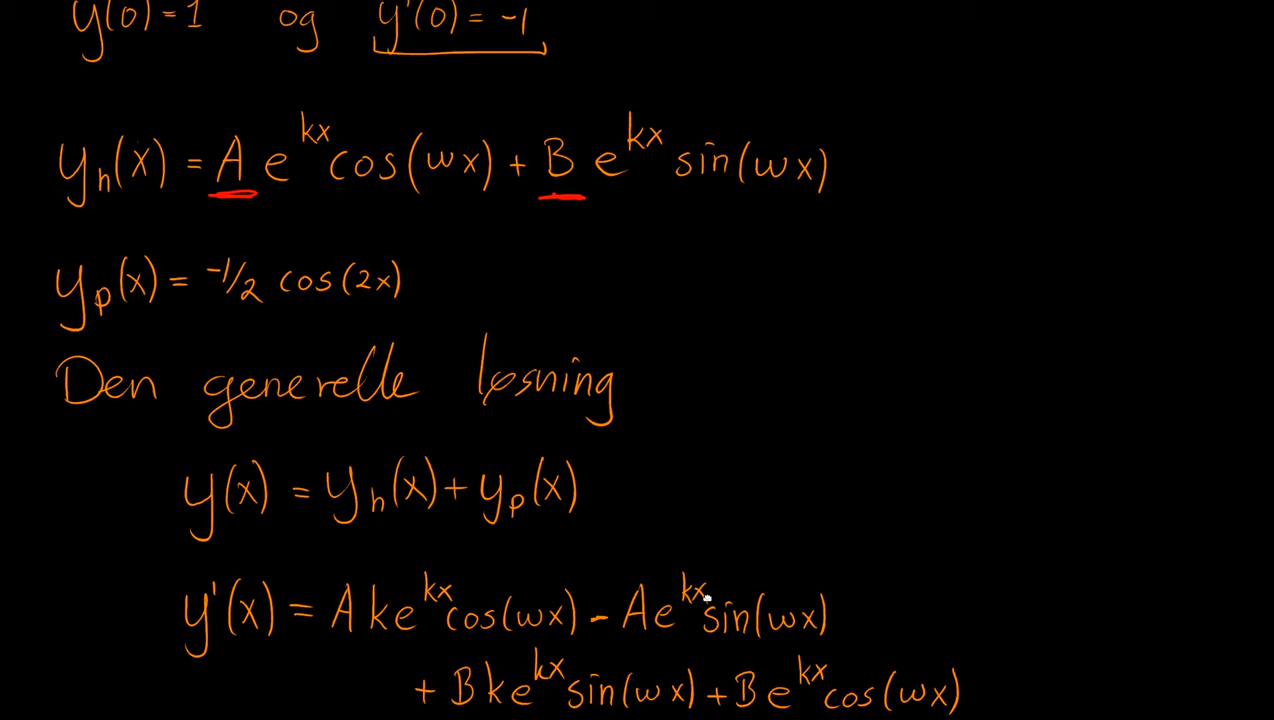 y(0) = 1 og y'(0) = -1
yₕ(x) = A e^kx cos(wx) + B e^kx sin(wx)
yₚ(x) = -1/2 cos(2x)
Den generelle løsning
y(x) = yₕ(x) + yₚ(x)
y'(x) = A k e^kx cos(wx) - A e^kx sin(wx)
+ B k e^kx sin(wx) + B e^kx cos(wx)